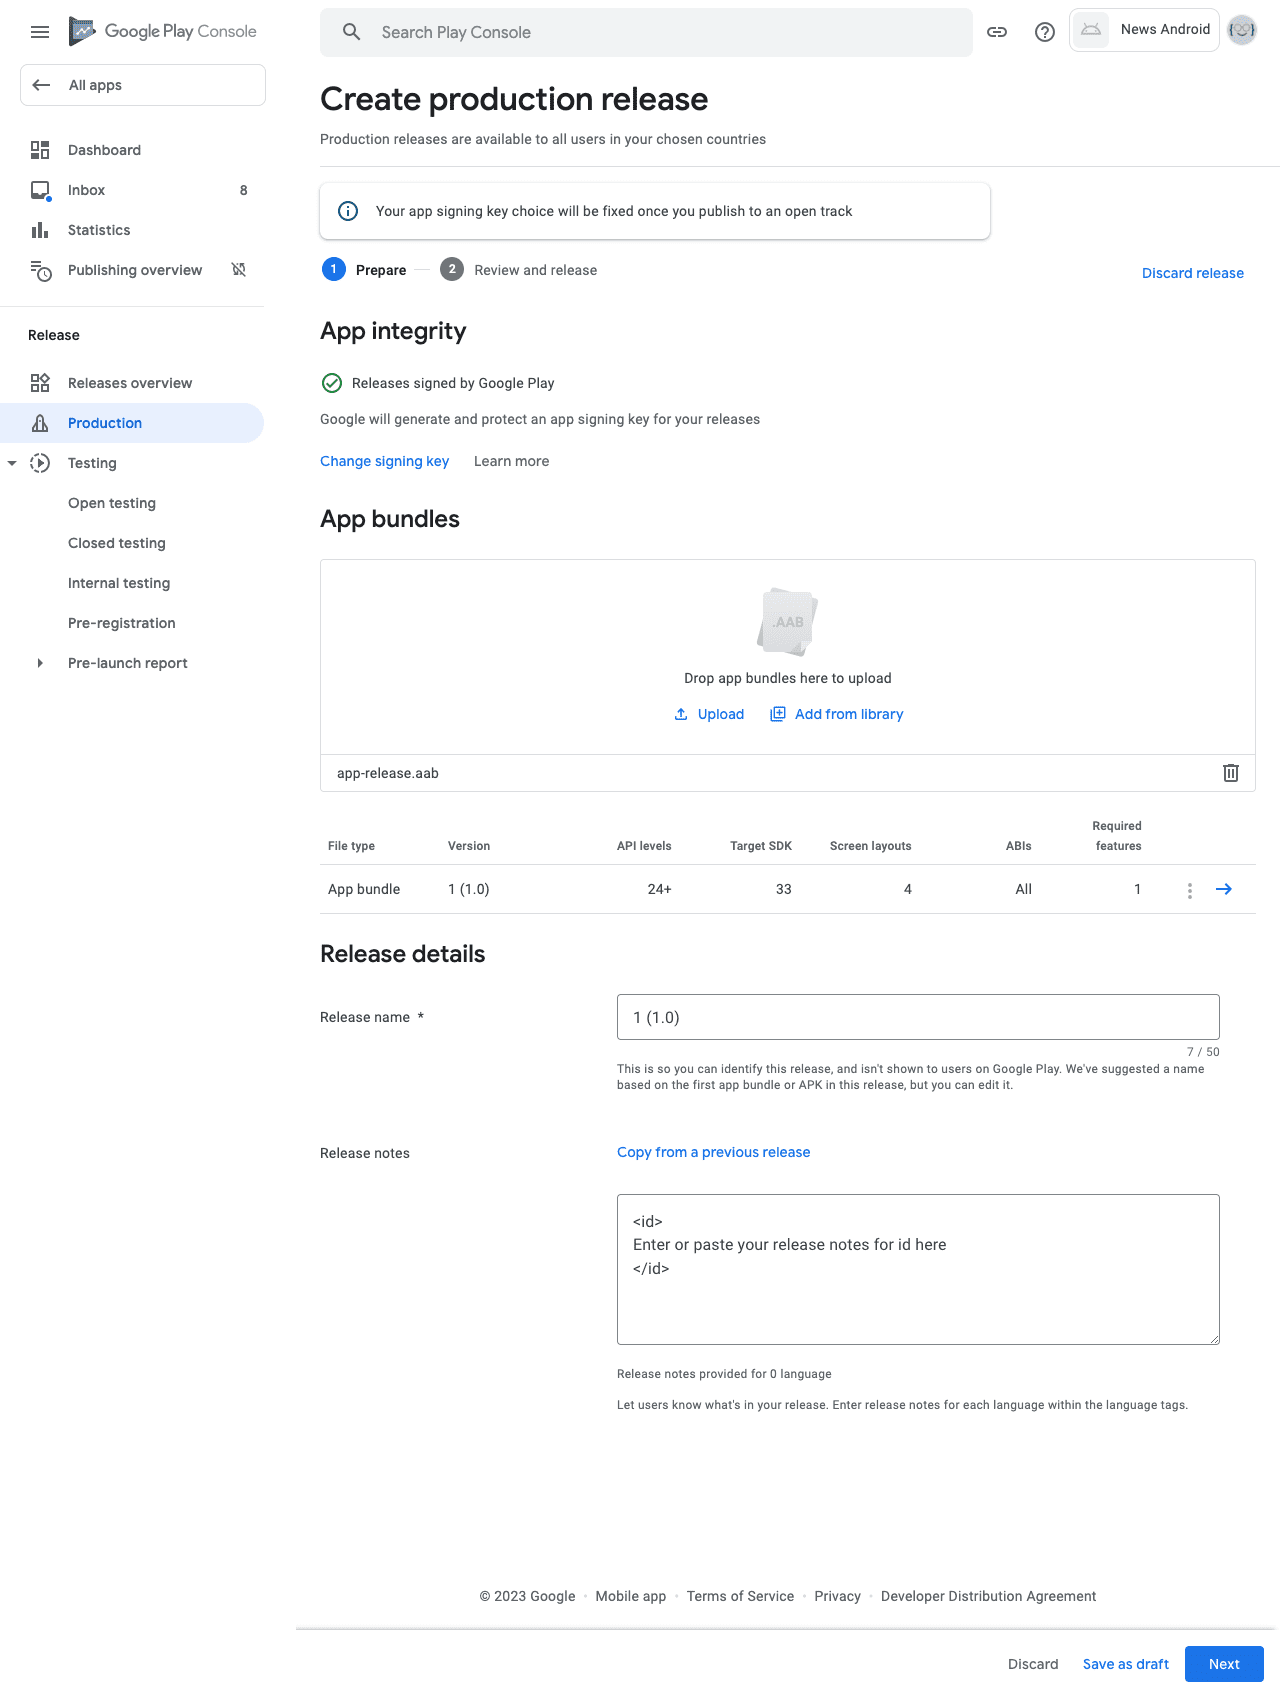 Google Play Console
Search Play Console
News Android
All apps
Dashboard
Inbox
8
Statistics
Publishing overview
Release
Releases overview
Production
Testing
Open testing
Closed testing
Internal testing
Pre-registration
Pre-launch report
Create production release
Production releases are available to all users in your chosen countries
Your app signing key choice will be fixed once you publish to an open track
1 Prepare 2 Review and release
Discard release
App integrity
Releases signed by Google Play
Google will generate and protect an app signing key for your releases
Change signing key Learn more
App bundles
.AAB
Drop app bundles here to upload
Upload Add from library
app-release.aab
File type Version API levels Target SDK Screen layouts ABIs Required features
App bundle 1 (1.0) 24+ 33 4 All 1
Release details
Release name *
1 (1.0)
7 / 50
This is so you can identify this release, and isn't shown to users on Google Play. We've suggested a name
based on the first app bundle or APK in this release, but you can edit it.
Release notes
Copy from a previous release
<id>
Enter or paste your release notes for id here
</id>
Release notes provided for 0 language
Let users know what's in your release. Enter release notes for each language within the language tags.
© 2023 Google · Mobile app · Terms of Service · Privacy · Developer Distribution Agreement
Discard Save as draft Next